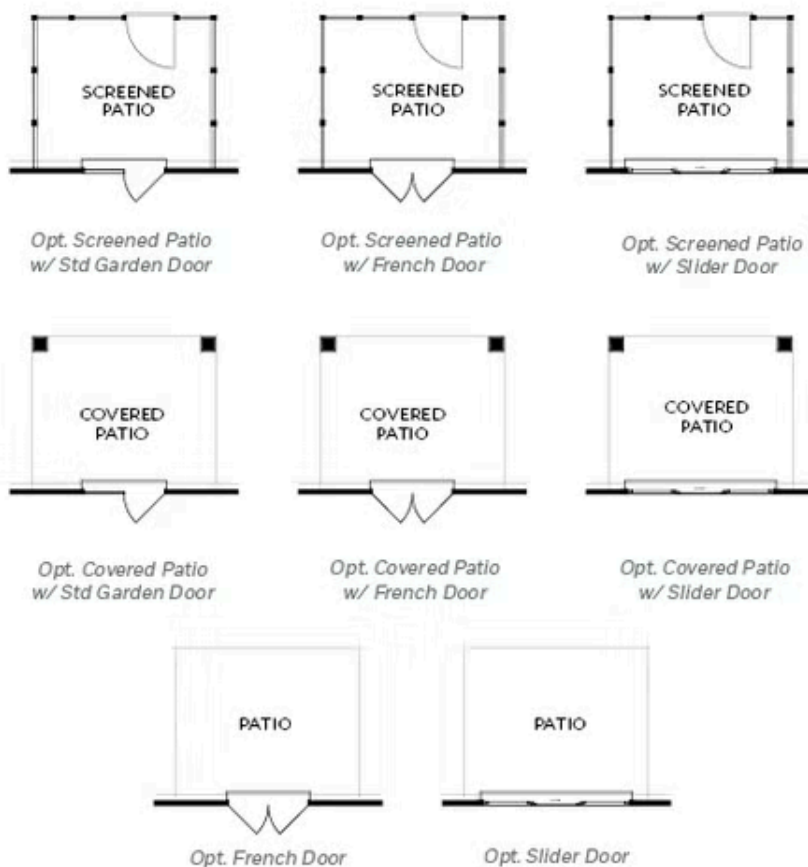 SCREENED
PATIO
SCREENED
PATIO
SCREENED
PATIO
Opt. Screened Patio
w/ Std Garden Door
Opt. Screened Patio
w/ French Door
Opt. Screened Patio
w/ Slider Door
COVERED
PATIO
COVERED
PATIO
COVERED
PATIO
Opt. Covered Patio
w/ Std Garden Door
Opt. Covered Patio
w/ French Door
Opt. Covered Patio
w/ Slider Door
PATIO
PATIO
Opt. French Door
Opt. Slider Door